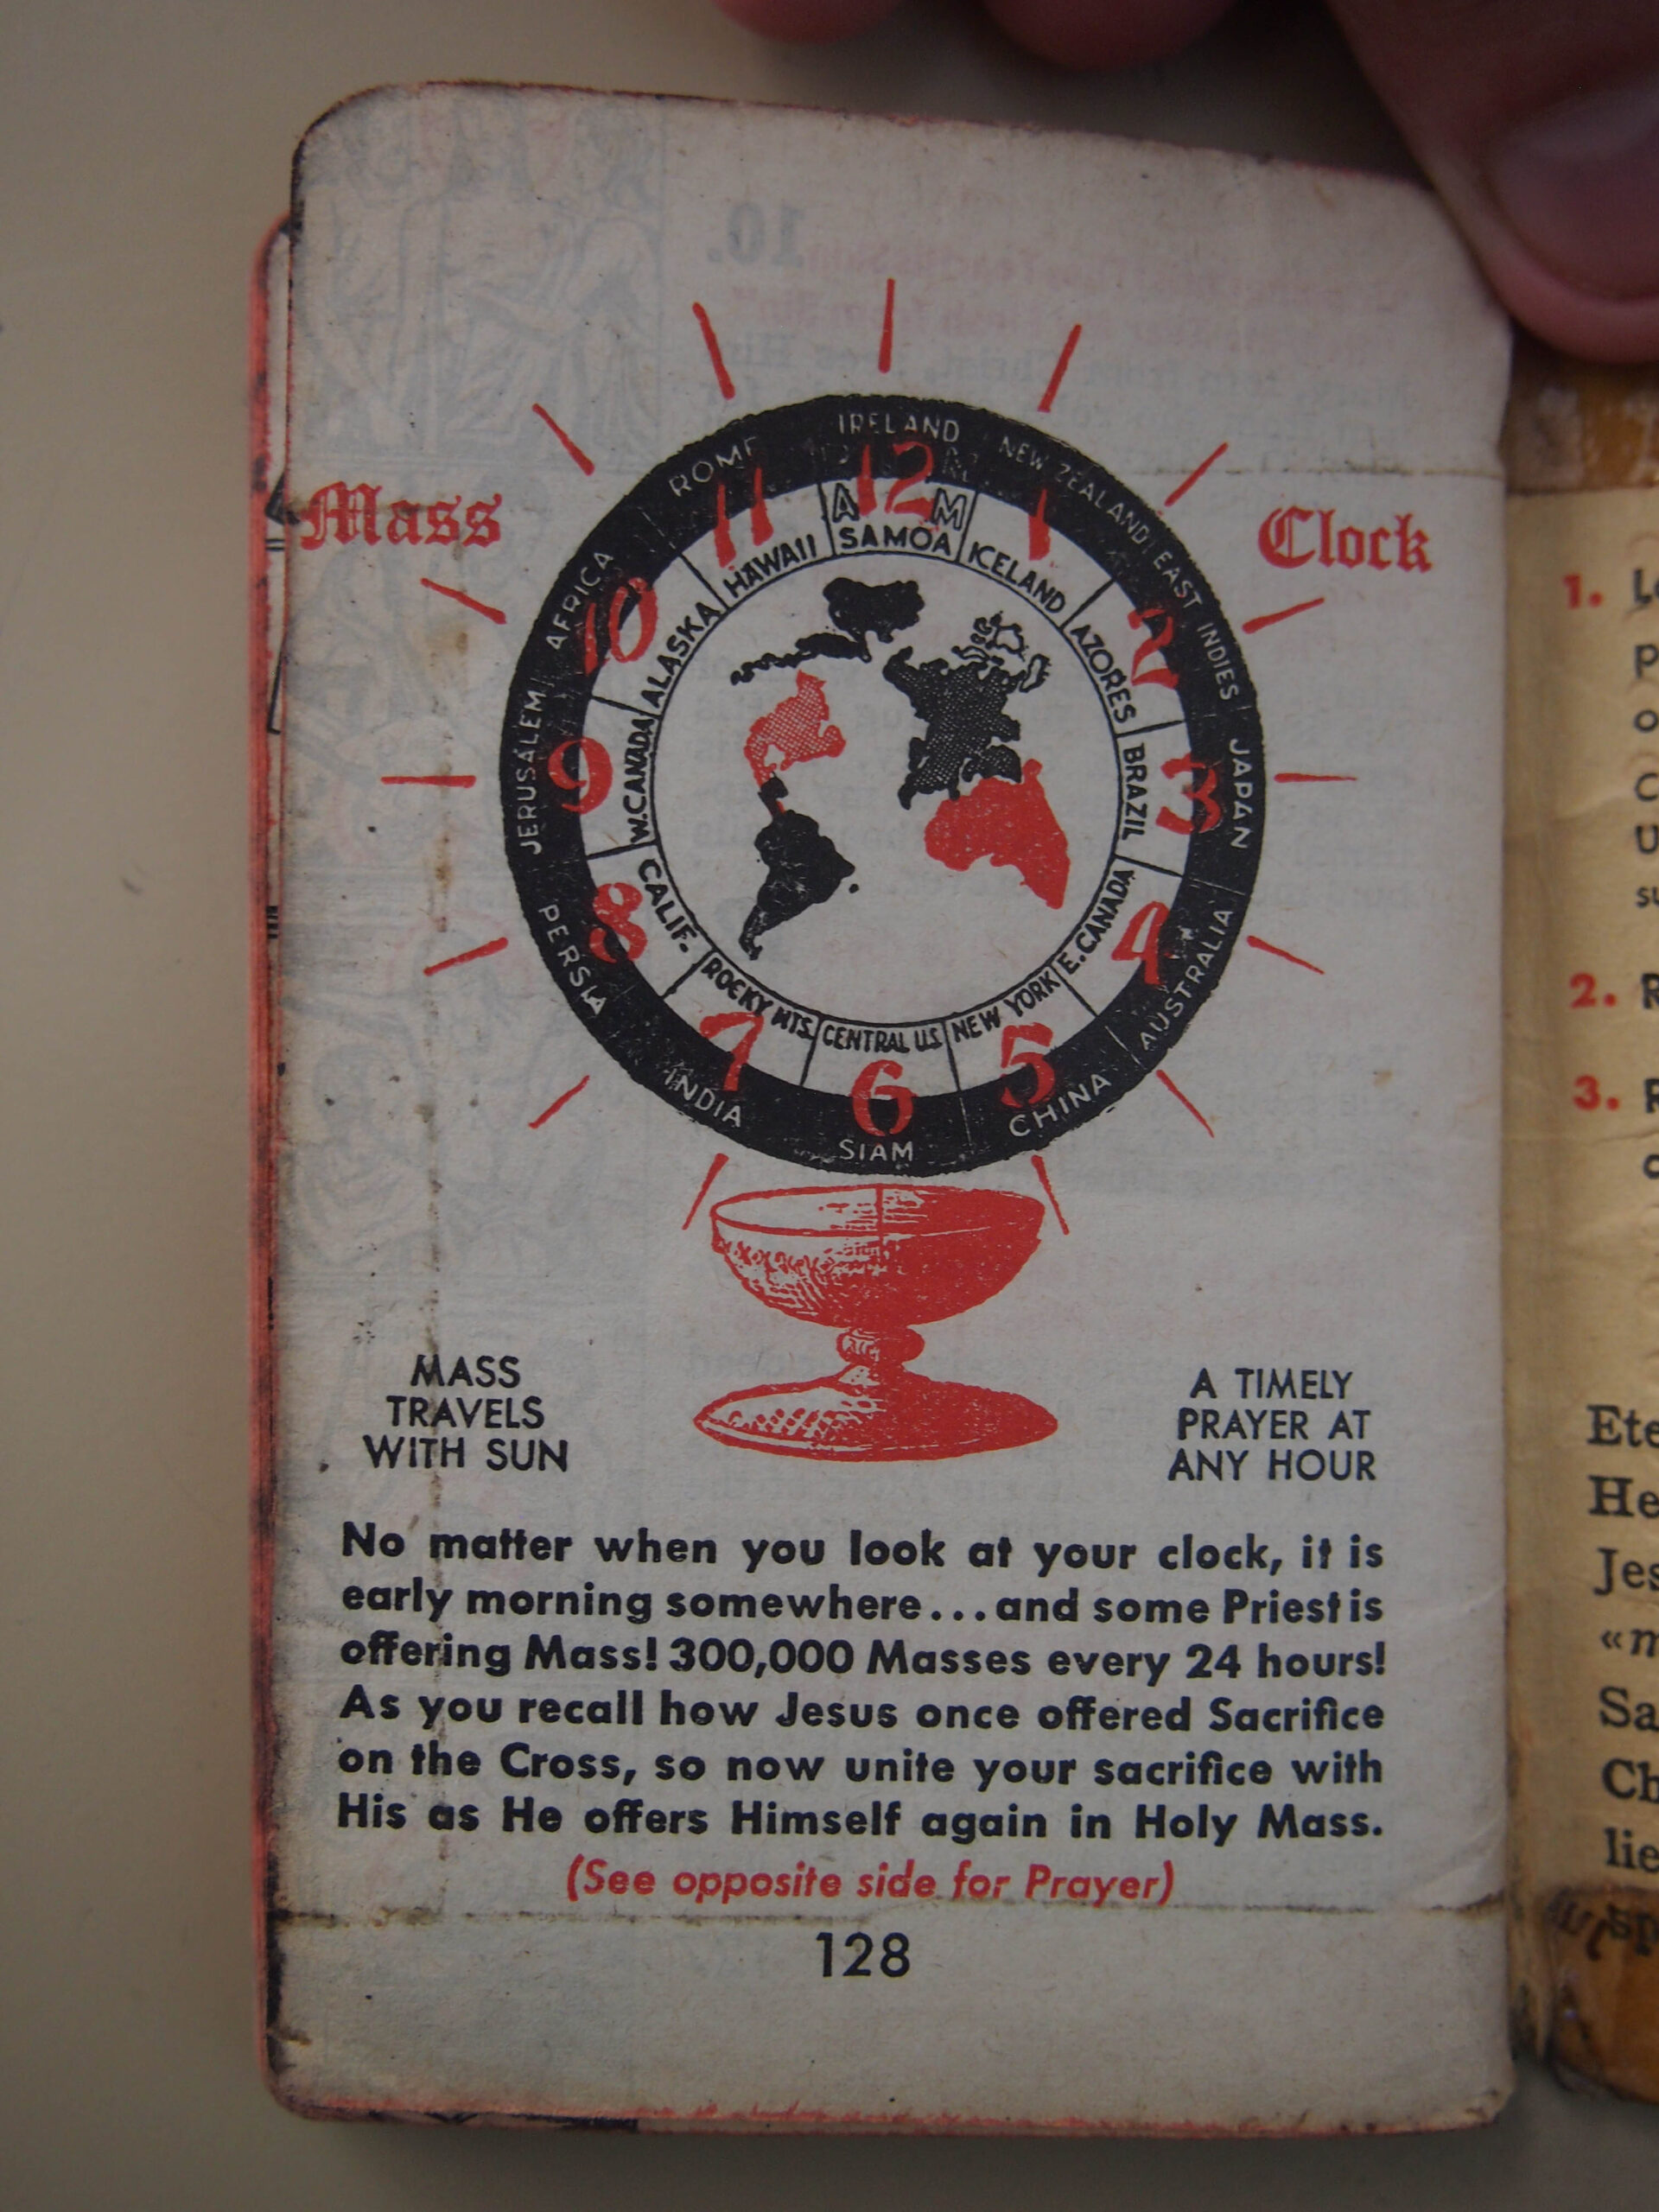 Mass Clock
IRELAND
NEW ZEALAND
EAST INDIES
JAPAN
AUSTRALIA
CHINA
SIAM
INDIA
PERSIA
JERUSALEM
AFRICA
ROME
12
1
2
3
4
5
6
7
8
9
10
11
AM
SAMOA
ICELAND
AZORES
BRAZIL
E.CANADA
NEW YORK
CENTRAL U.S.
ROCKY MTS.
CALIF.
W.CANADA
ALASKA
HAWAII
MASS
TRAVELS
WITH SUN
A TIMELY
PRAYER AT
ANY HOUR
No matter when you look at your clock, it is
early morning somewhere...and some Priest is
offering Mass! 300,000 Masses every 24 hours!
As you recall how Jesus once offered Sacrifice
on the Cross, so now unite your sacrifice with
His as He offers Himself again in Holy Mass.
(See opposite side for Prayer)
128
1.
2.
3.